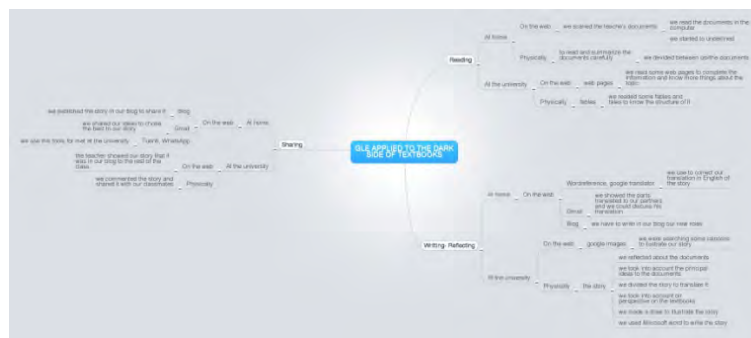 GLE APPLIED TO THE DARK
SIDE OF TEXTBOOKS
Reading
At home
On the web
we scanned the teache's documents
we read the documents in the
computer
we started to underlined
Physically
to read and summarize the
documents carefully
we divided between us the documents
At the university
On the web
web pages
we read some web pages to complete the
information and know more things about the
topic
Physically
fables
we readed some fables and
tales to know the structure of it
Sharing
At home
On the web
Blog
we published the story in our blog to share it
Gmail
we shared our ideas to chose
the best to our story
Tuenti, WhatsApp
we use this tools for met at the university
At the university
On the web
the teacher showed our story that it
was in our blog to the rest of the
class
Physically
we commented the story and
shared it with our classmates
Writing- Reflecting
At home
On the web
Wordreference, google translator
we use to correct our
translation in English of
the story
Gmail
we showed the parts
translated to our partners
and we could discuss his
translation
Blog
we have to write in our blog our new roles
At the university
On the web
google images
we were searching some
to ilustrate our story
Physically
the story
we reflected about the documents
we took into account the principal
ideas to the documents
we divided the story to translate it
we took into account
perspective on the textbooks
we made a draw to illustrate the story
we used Microsoft word to write the story